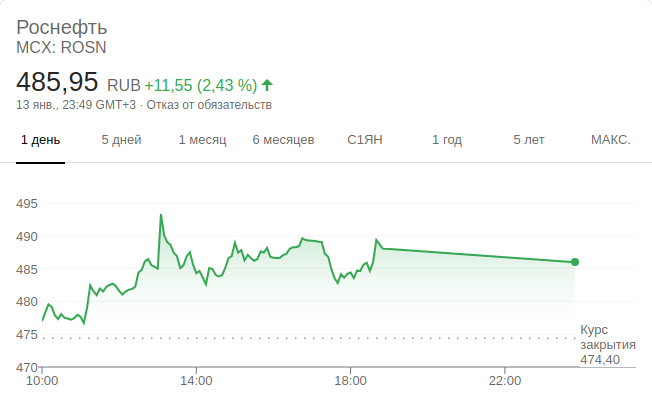 Роснефть
MCX: ROSN
485,95 RUB +11,55 (2,43 %)
13 янв., 23:49 GMT+3 · Отказ от обязательств
1 день 5 дней 1 месяц 6 месяцев С1ЯН 1 год 5 лет МАКС.
495
490
485
480
475
470
Курс
закрытия
474,40
10:00 14:00 18:00 22:00